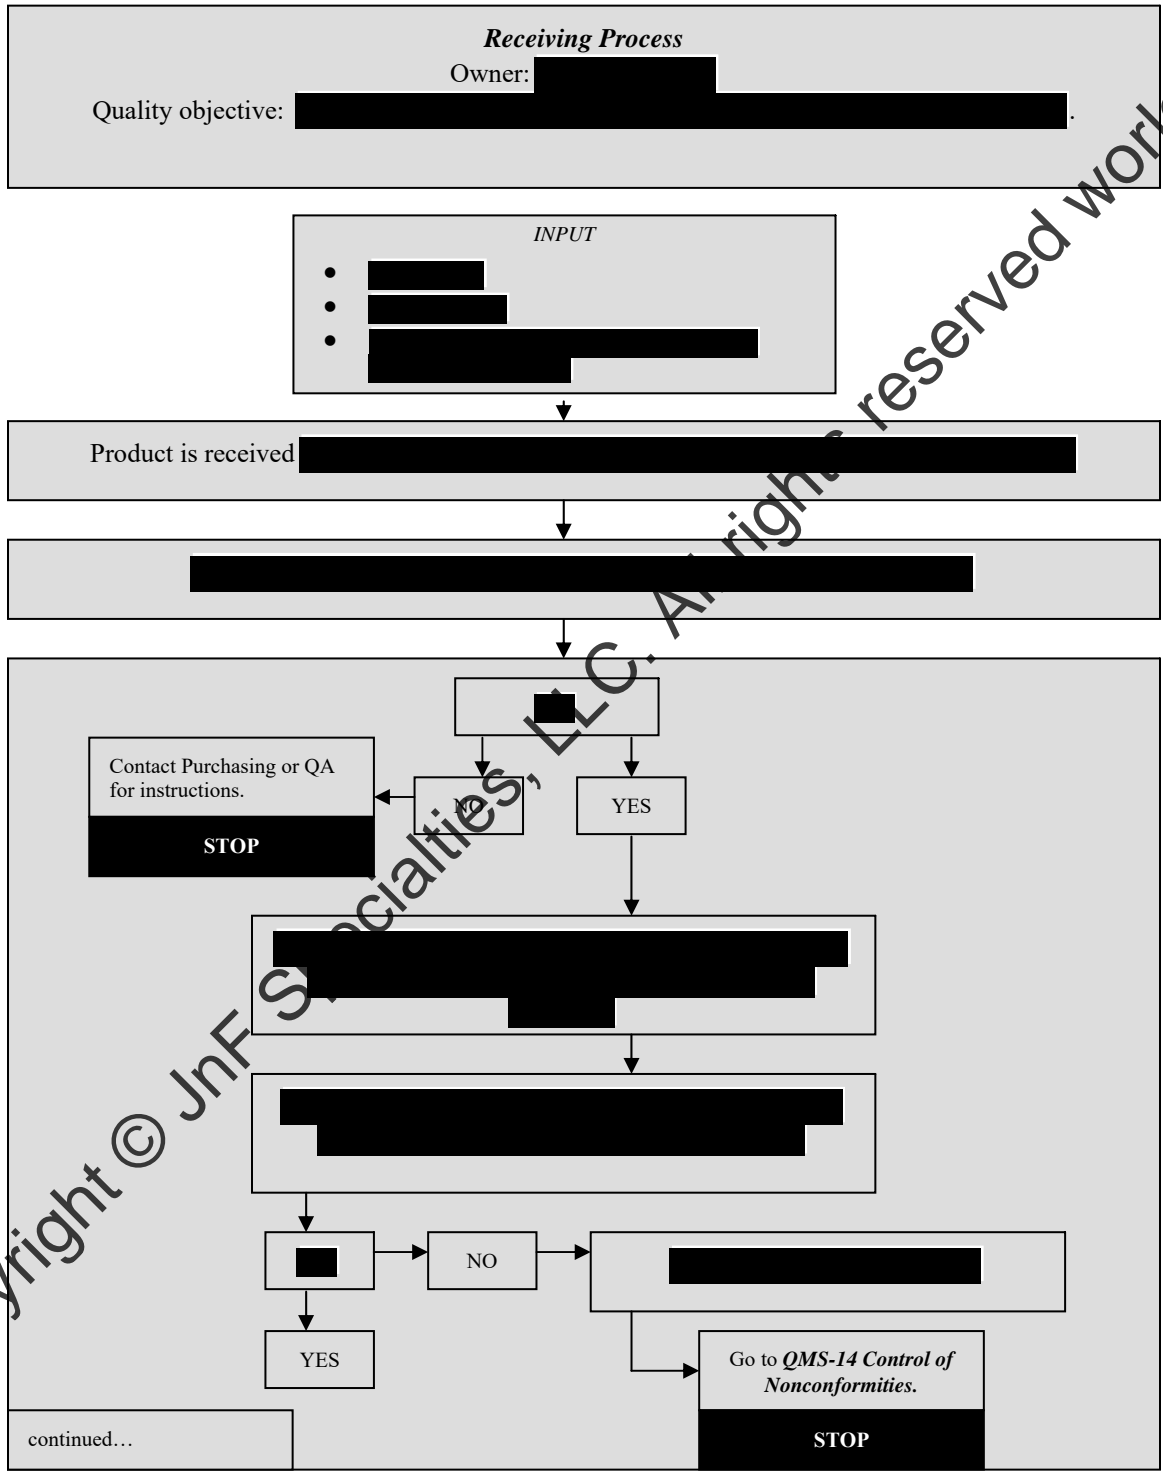 Receiving Process
Owner:
Quality objective: .
INPUT
Product is received
Contact Purchasing or QA
for instructions.
STOP
NO
YES
NO
YES
Go to QMS-14 Control of
Nonconformities.
STOP
continued…
yright © JnF Specialties, LLC. All rights reserved worl